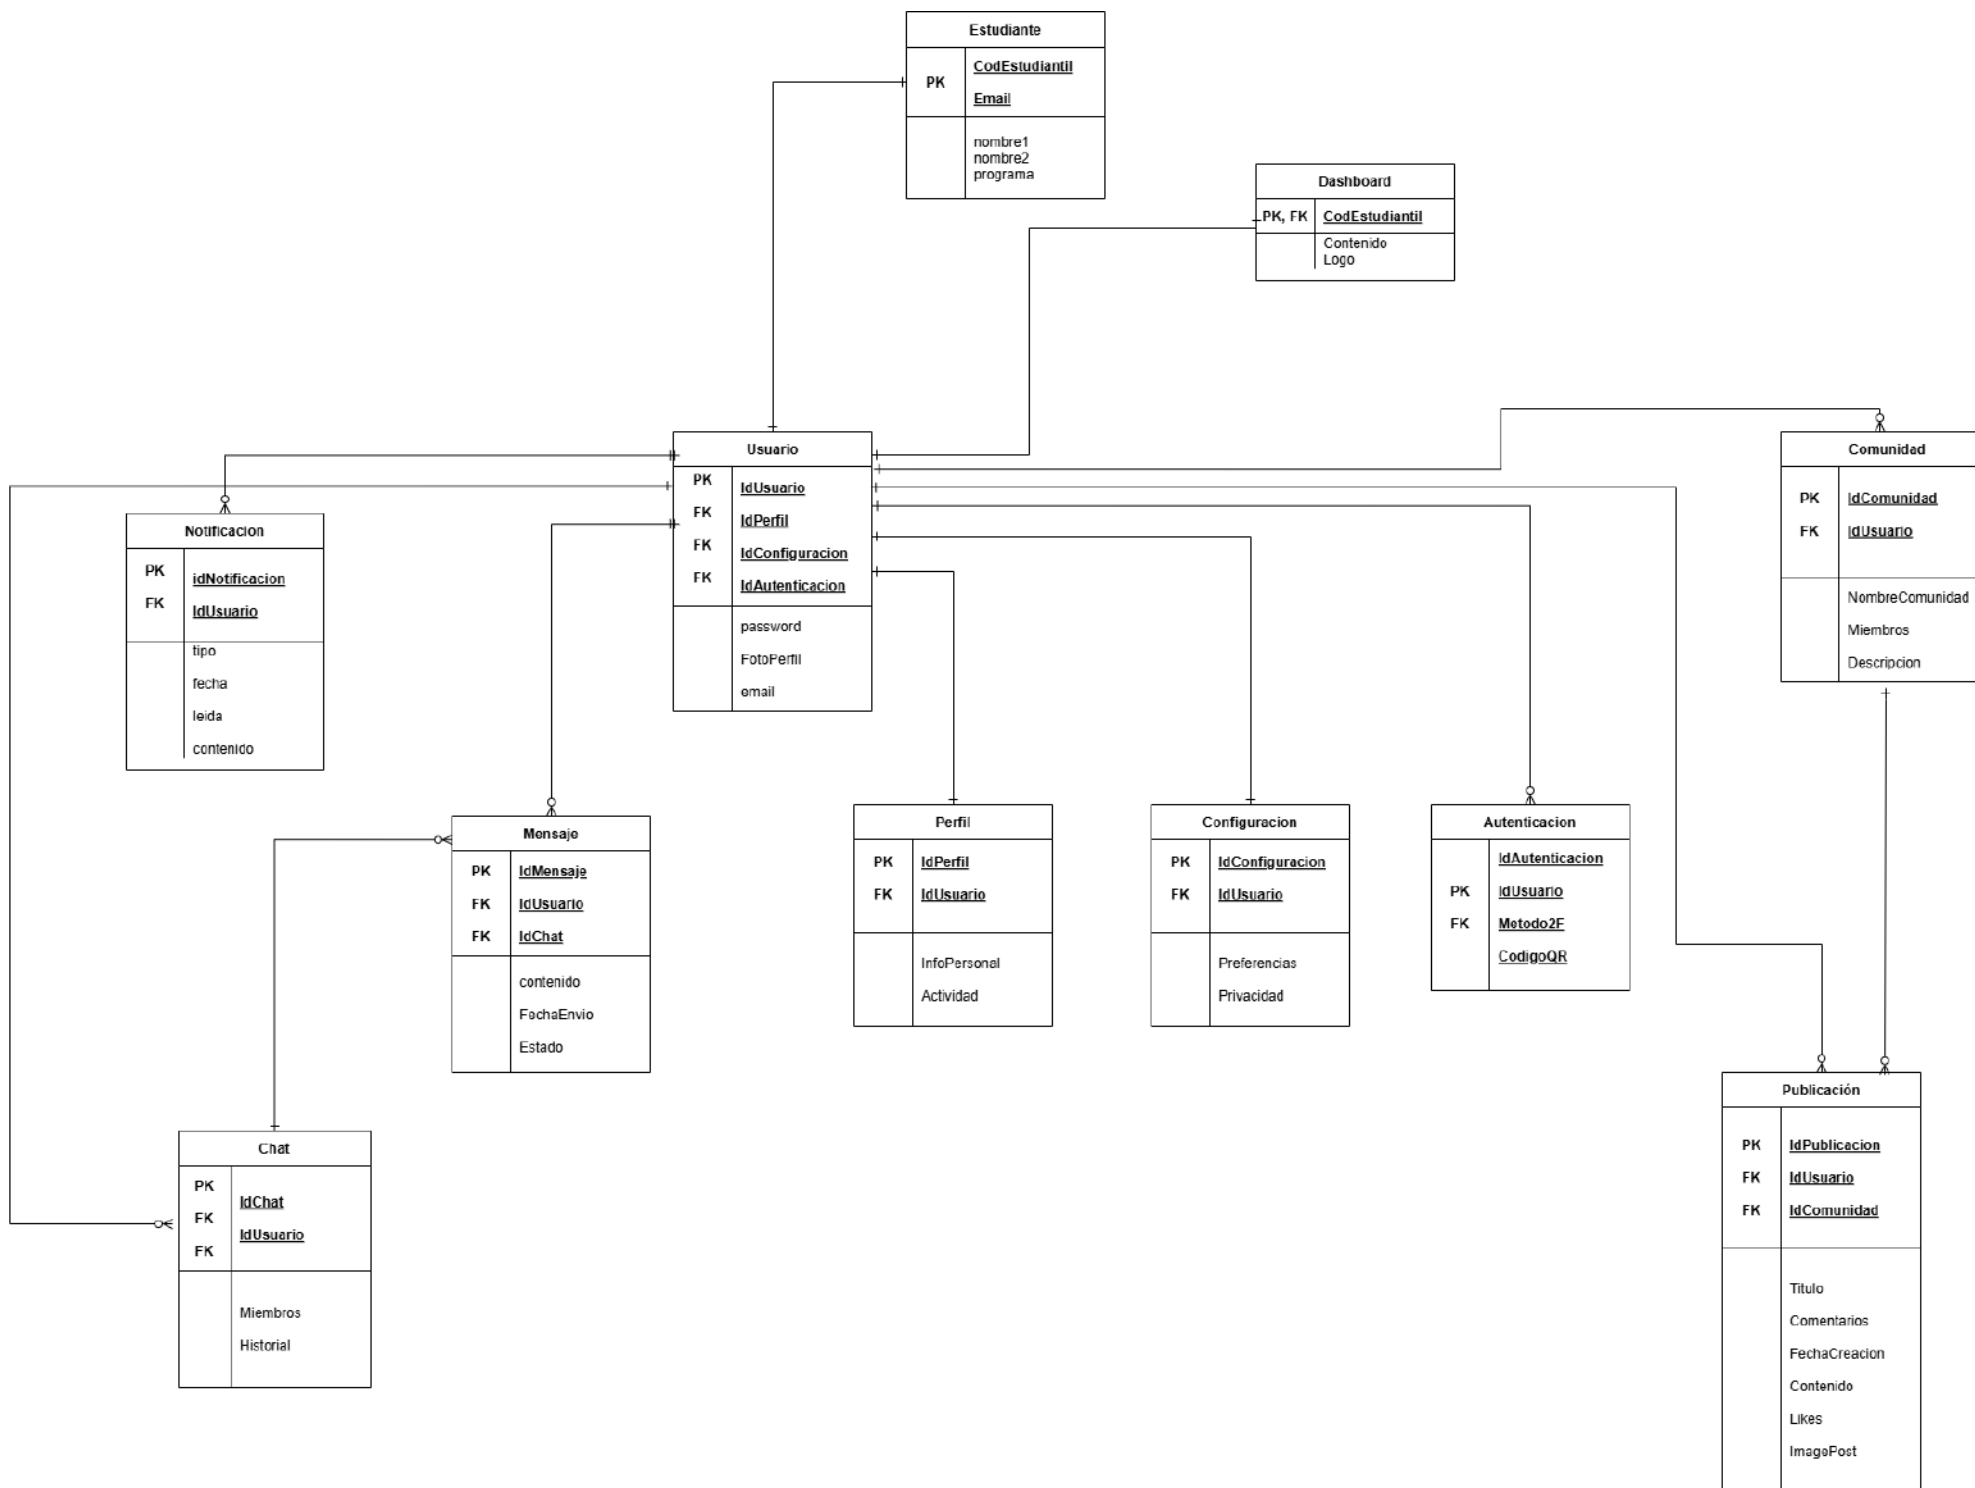 Estudiante
PK
CodEstudiantil
Email
nombre1
nombre2
programa
Dashboard
PK, FK CodEstudiantil
Contenido
Logo
Usuario
PK IdUsuario
FK IdPerfil
FK IdConfiguracion
FK IdAutenticacion
password
FotoPerfil
email
Comunidad
PK IdComunidad
FK IdUsuario
NombreComunidad
Miembros
Descripcion
Notificacion
PK idNotificacion
FK IdUsuario
tipo
fecha
leida
contenido
Mensaje
PK IdMensaje
FK IdUsuario
FK IdChat
contenido
FechaEnvio
Estado
Perfil
PK IdPerfil
FK IdUsuario
InfoPersonal
Actividad
Configuracion
PK IdConfiguracion
FK IdUsuario
Preferencias
Privacidad
Autenticacion
IdAutenticacion
PK IdUsuario
FK Metodo2F
CodigoQR
Chat
PK IdChat
FK IdUsuario
FK
Miembros
Historial
Publicación
PK IdPublicacion
FK IdUsuario
FK IdComunidad
Titulo
Comentarios
FechaCreacion
Contenido
Likes
ImagePost